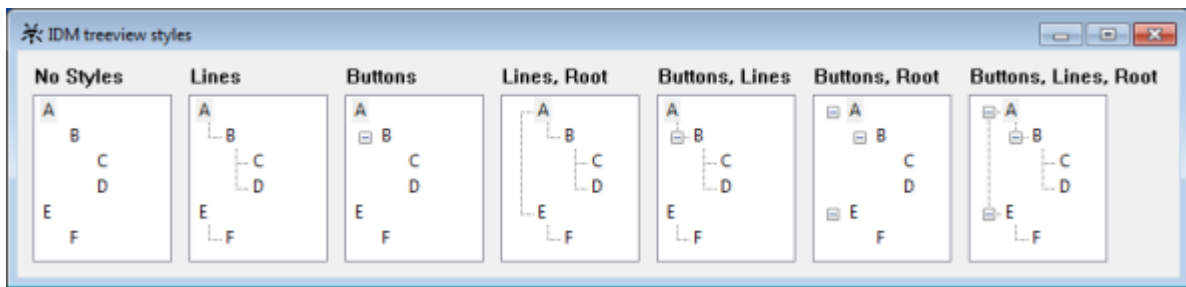 IDM treeview styles
No Styles Lines Buttons Lines, Root Buttons, Lines Buttons, Root Buttons, Lines, Root
A A A A A A A
B B B B B B B
C C C C C C C
D D D D D D D
E E E E E E E
F F F F F F F